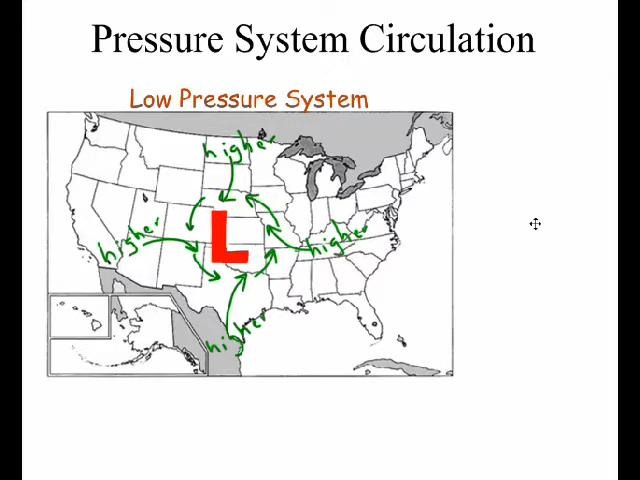 Pressure System Circulation
Low Pressure System
higher
L
higher
higher
higher